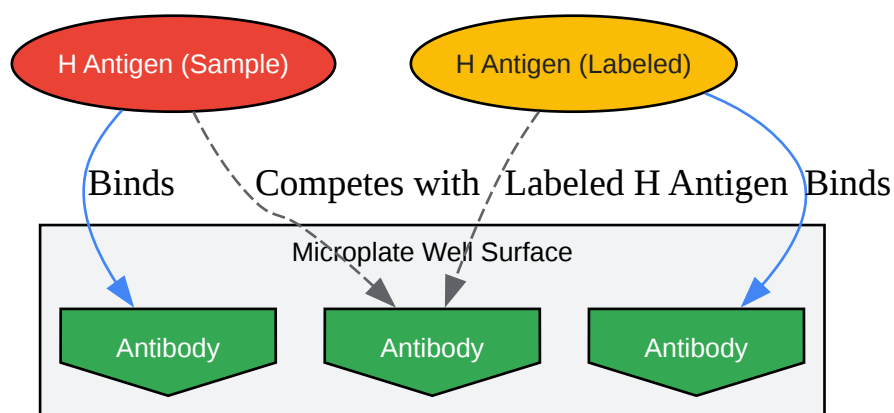 H Antigen (Sample)
H Antigen (Labeled)
Binds
Competes with
Labeled H Antigen
Binds
Microplate Well Surface
Antibody
Antibody
Antibody